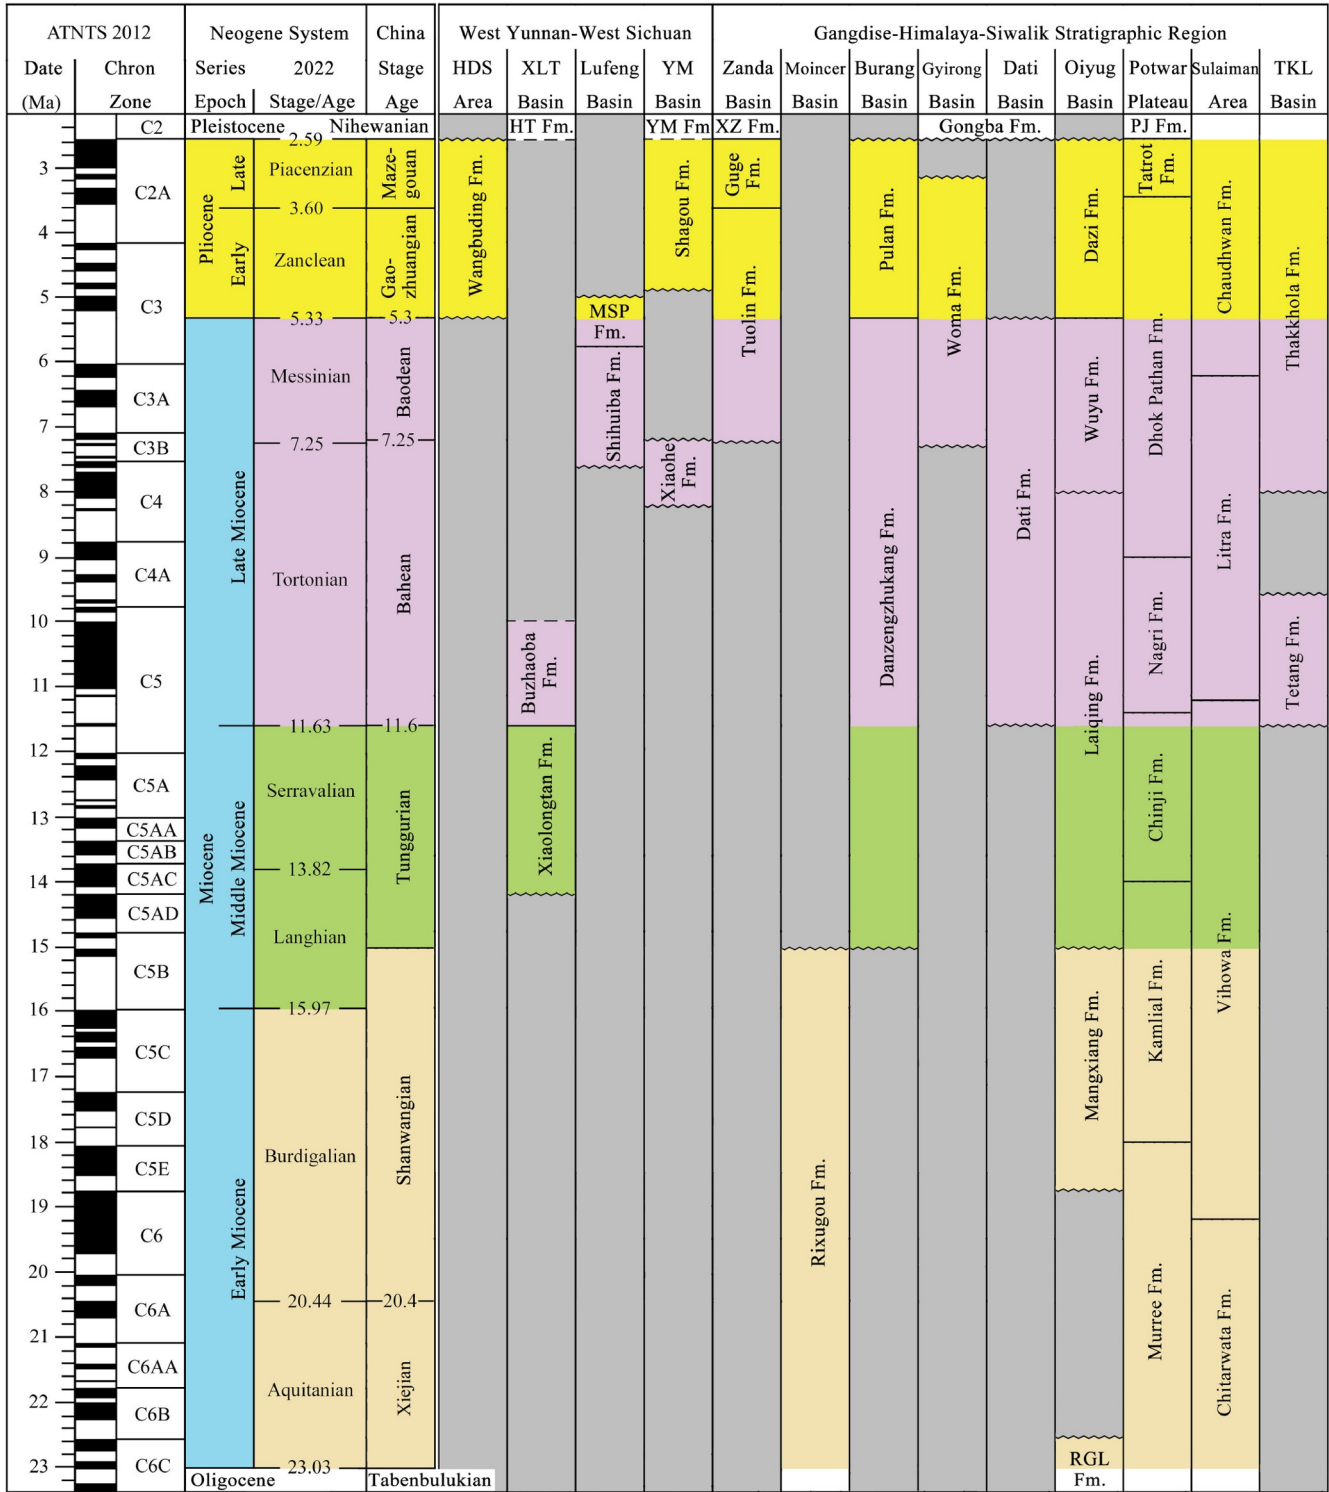 ATNTS 2012 Neogene System China West Yunnan-West Sichuan Gangdise-Himalaya-Siwalik Stratigraphic Region
Date Chron Series 2022 Stage HDS XLT Lufeng YM Zanda Moincer Burang Gyirong Dati Oiyug Potwar Sulaiman TKL
(Ma) Zone Epoch Stage/Age Age Area Basin Basin Basin Basin Basin Basin Basin Basin Basin Plateau Area Basin
C2 Pleistocene Nihewanian HT Fm. YM Fm XZ Fm. Gongba Fm. PJ Fm.
2.59
3
4
5
6
7
8
9
10
11
12
13
14
15
16
17
18
19
20
21
22
23
C2A
C3
C3A
C3B
C4
C4A
C5
C5A
C5AA
C5AB
C5AC
C5AD
C5B
C5C
C5D
C5E
C6
C6A
C6AA
C6B
C6C
Pliocene
Late
Early
Miocene
Late Miocene
Middle Miocene
Early Miocene
Oligocene
Piacenzian
3.60
Zanclean
5.33
Messinian
7.25
Tortonian
11.63
Serravalian
13.82
Langhian
15.97
Burdigalian
20.44
Aquitanian
23.03
Maze-
gouan
Gao-
zhuangian
5.3
Baodean
7.25
Bahean
11.6
Tunggurian
Shanwangian
20.4
Xiejian
Tabenbulukian
Wangbuding Fm.
Buzhaoba
Fm.
Xiaolongtan Fm.
MSP
Fm.
Shihuiba Fm.
Shagou Fm.
Xiaohe
Fm.
Guge
Fm.
Tuolin Fm.
Rixugou Fm.
Pulan Fm.
Danzengzhukang Fm.
Woma Fm.
Dati Fm.
Dazi Fm.
Wuyu Fm.
Laiqing Fm.
Mangxiang Fm.
RGL
Fm.
Tatrot
Fm.
Dhok Pathan Fm.
Nagri Fm.
Chinji Fm.
Kamlial Fm.
Murree Fm.
Chaudhwan Fm.
Litra Fm.
Vihowa Fm.
Chitarwata Fm.
Thakkhola Fm.
Tetang Fm.